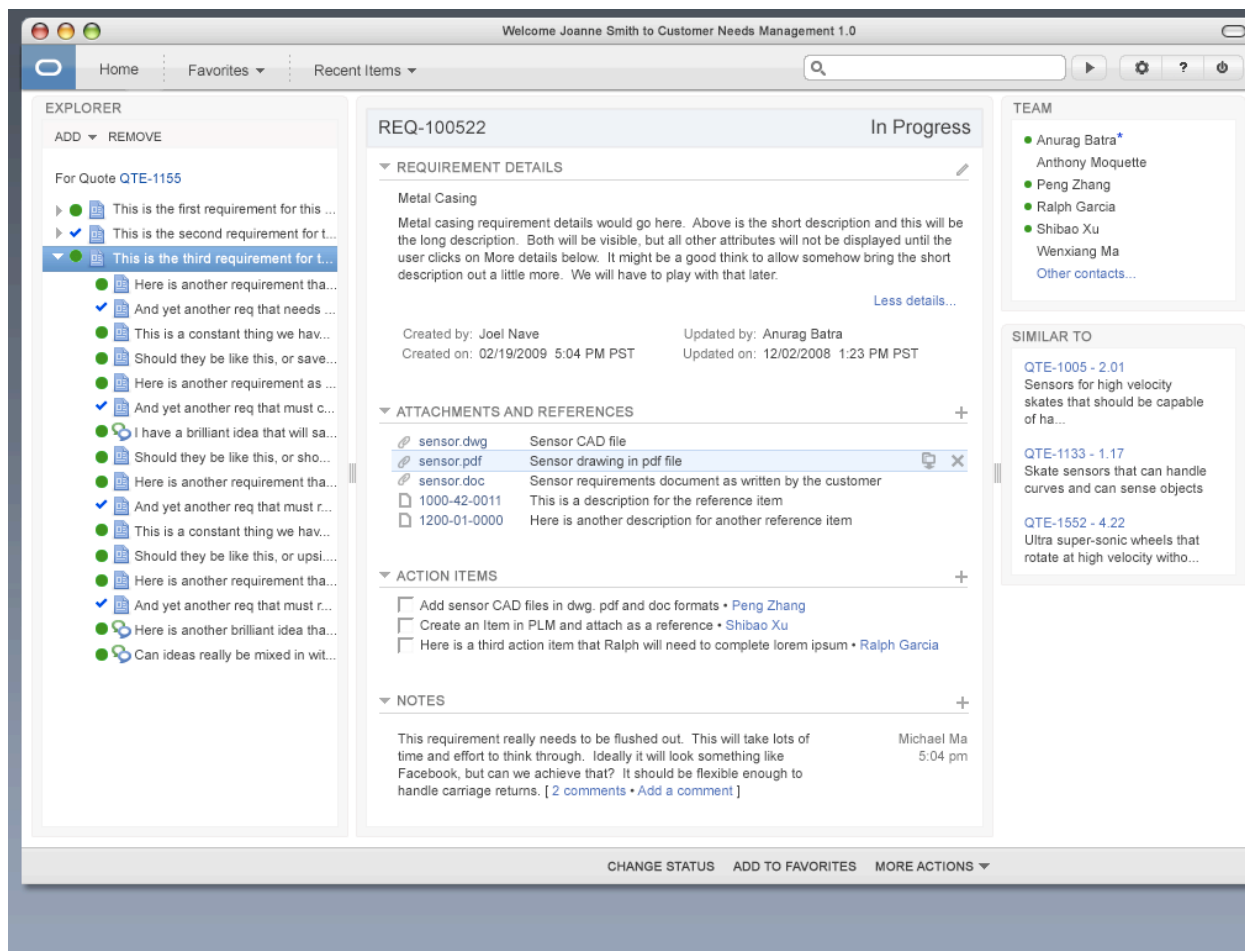 Welcome Joanne Smith to Customer Needs Management 1.0
Home
Favorites
Recent Items
?
EXPLORER
ADD REMOVE
For Quote QTE-1155
This is the first requirement for this ...
This is the second requirement for t...
This is the third requirement for t...
Here is another requirement tha...
And yet another req that needs ...
This is a constant thing we hav...
Should they be like this, or save...
Here is another requirement as ...
And yet another req that must c...
I have a brilliant idea that will sa...
Should they be like this, or sho...
Here is another requirement tha...
And yet another req that must r...
This is a constant thing we hav...
Should they be like this, or upsi....
Here is another requirement tha...
And yet another req that must r...
Here is another brilliant idea tha...
Can ideas really be mixed in wit...
REQ-100522 In Progress
REQUIREMENT DETAILS
Metal Casing
Metal casing requirement details would go here. Above is the short description and this will be
the long description. Both will be visible, but all other attributes will not be displayed until the
user clicks on More details below. It might be a good think to allow somehow bring the short
description out a little more. We will have to play with that later.
Less details...
Created by: Joel Nave Updated by: Anurag Batra
Created on: 02/19/2009 5:04 PM PST Updated on: 12/02/2008 1:23 PM PST
ATTACHMENTS AND REFERENCES
sensor.dwg Sensor CAD file
sensor.pdf Sensor drawing in pdf file
sensor.doc Sensor requirements document as written by the customer
1000-42-0011 This is a description for the reference item
1200-01-0000 Here is another description for another reference item
ACTION ITEMS
Add sensor CAD files in dwg. pdf and doc formats • Peng Zhang
Create an Item in PLM and attach as a reference • Shibao Xu
Here is a third action item that Ralph will need to complete lorem ipsum • Ralph Garcia
NOTES
This requirement really needs to be flushed out. This will take lots of
time and effort to think through. Ideally it will look something like
Facebook, but can we achieve that? It should be flexible enough to
handle carriage returns. [ 2 comments • Add a comment ]
Michael Ma
5:04 pm
TEAM
Anurag Batra*
Anthony Moquette
Peng Zhang
Ralph Garcia
Shibao Xu
Wenxiang Ma
Other contacts...
SIMILAR TO
QTE-1005 - 2.01
Sensors for high velocity
skates that should be capable
of ha...
QTE-1133 - 1.17
Skate sensors that can handle
curves and can sense objects
QTE-1552 - 4.22
Ultra super-sonic wheels that
rotate at high velocity witho...
CHANGE STATUS ADD TO FAVORITES MORE ACTIONS